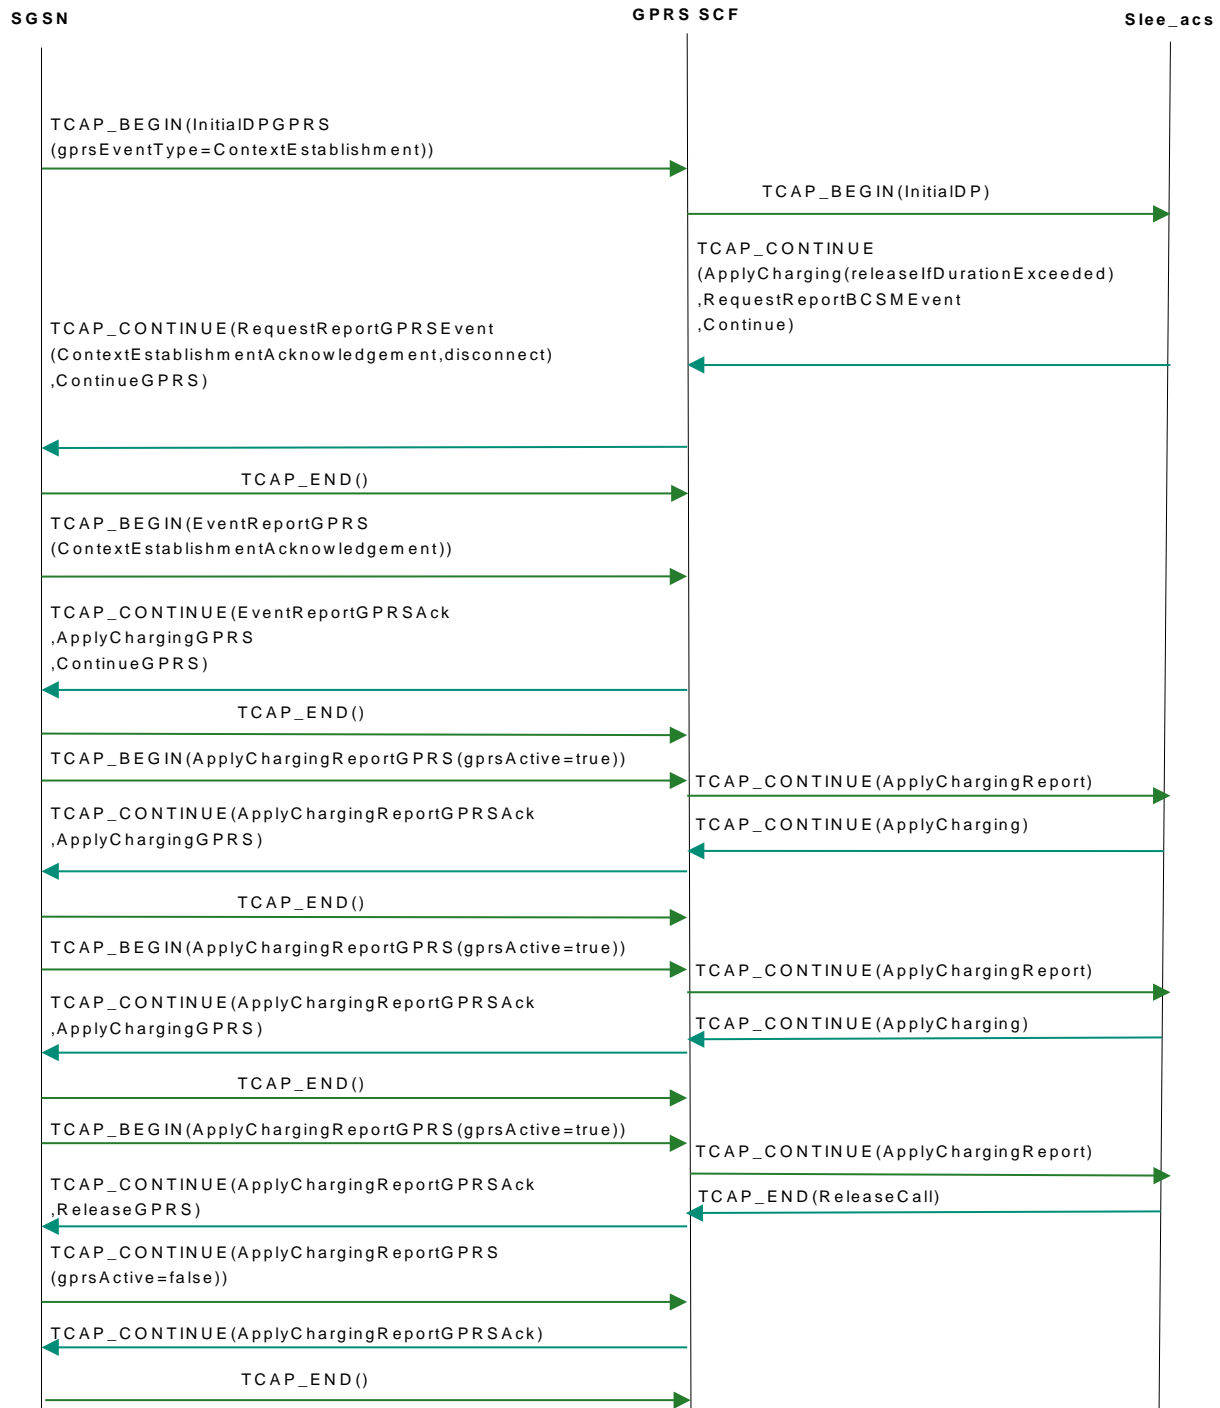 SGSN
GPRS SCF
Slee_acs
TCAP_BEGIN(InitialDPGPRS
(gprsEventType=ContextEstablishment))
TCAP_BEGIN(InitialDP)
TCAP_CONTINUE
(ApplyCharging(releaseIfDurationExceeded)
,RequestReportBCSMEvent
,Continue)
TCAP_CONTINUE(RequestReportGPRSEvent
(ContextEstablishmentAcknowledgement,disconnect)
,ContinueGPRS)
TCAP_END()
TCAP_BEGIN(EventReportGPRS
(ContextEstablishmentAcknowledgement))
TCAP_CONTINUE(EventReportGPRSAck
,ApplyChargingGPRS
,ContinueGPRS)
TCAP_END()
TCAP_BEGIN(ApplyChargingReportGPRS(gprsActive=true))
TCAP_CONTINUE(ApplyChargingReport)
TCAP_CONTINUE(ApplyChargingReportGPRSAck
,ApplyChargingGPRS)
TCAP_CONTINUE(ApplyCharging)
TCAP_END()
TCAP_BEGIN(ApplyChargingReportGPRS(gprsActive=true))
TCAP_CONTINUE(ApplyChargingReport)
TCAP_CONTINUE(ApplyChargingReportGPRSAck
,ApplyChargingGPRS)
TCAP_CONTINUE(ApplyCharging)
TCAP_END()
TCAP_BEGIN(ApplyChargingReportGPRS(gprsActive=true))
TCAP_CONTINUE(ApplyChargingReport)
TCAP_CONTINUE(ApplyChargingReportGPRSAck
,ReleaseGPRS)
TCAP_END(ReleaseCall)
TCAP_CONTINUE(ApplyChargingReportGPRS
(gprsActive=false))
TCAP_CONTINUE(ApplyChargingReportGPRSAck)
TCAP_END()